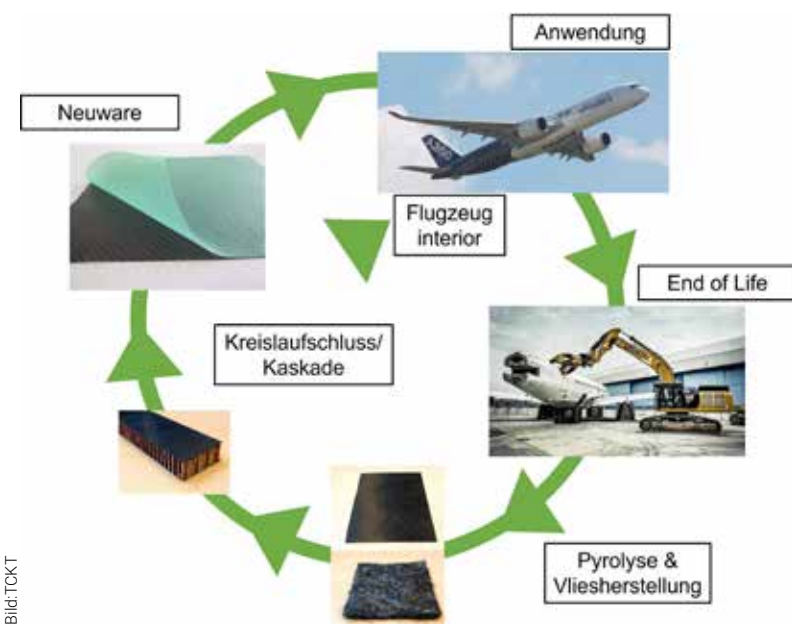 Anwendung
Neuware
Flugzeug
interior
End of Life
Kreislaufschluss/
Kaskade
Pyrolyse &
Vliesherstellung
Bild:TCKT